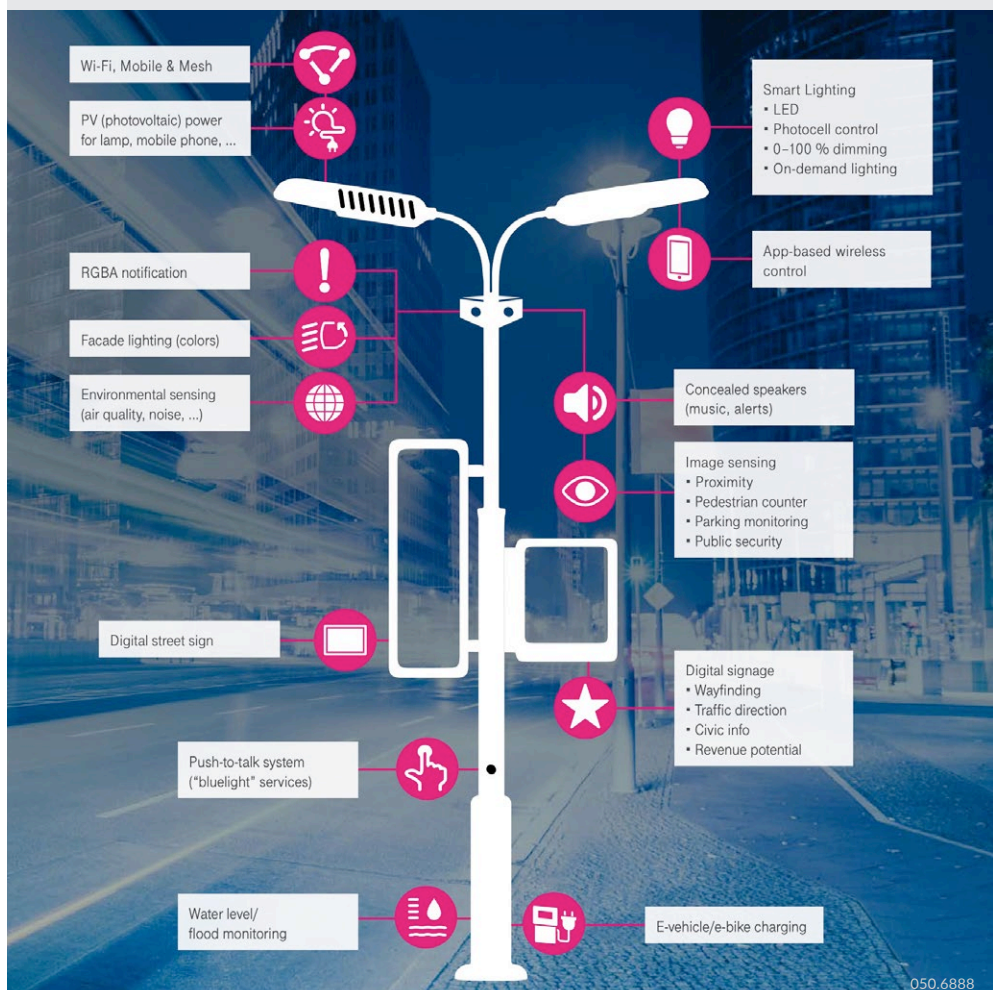 Wi-Fi, Mobile & Mesh
PV (photovoltaic) power
for lamp, mobile phone, ...
Smart Lighting
▪ LED
▪ Photocell control
▪ 0–100 % dimming
▪ On-demand lighting
RGBA notification
App-based wireless
control
Facade lighting (colors)
Environmental sensing
(air quality, noise, ...)
Concealed speakers
(music, alerts)
Image sensing
▪ Proximity
▪ Pedestrian counter
▪ Parking monitoring
▪ Public security
Digital street sign
Digital signage
▪ Wayfinding
▪ Traffic direction
▪ Civic info
▪ Revenue potential
Push-to-talk system
(“bluelight” services)
Water level/
flood monitoring
E-vehicle/e-bike charging
050.6888